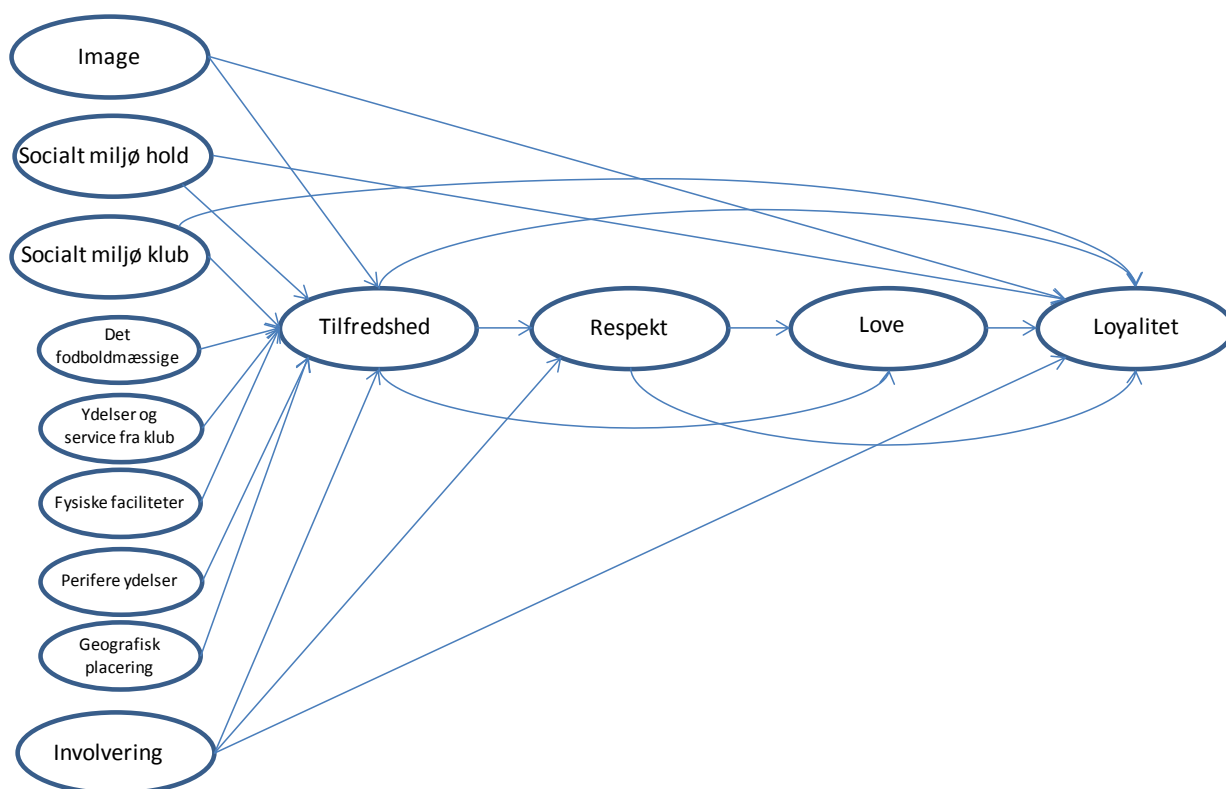 Image
Socialt miljø hold
Socialt miljø klub
Det
fodboldmæssige
Ydelser og
service fra klub
Fysiske faciliteter
Perifere ydelser
Geografisk
placering
Involvering
Tilfredshed
Respekt
Love
Loyalitet